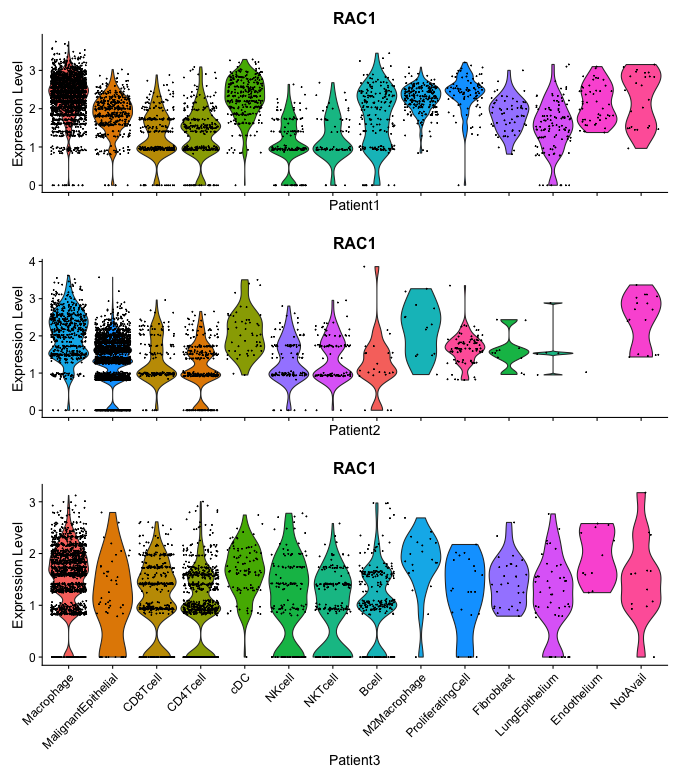 RAC1
Expression Level
3
2
1
0
Patient1
RAC1
Expression Level
4
3
2
1
0
Patient2
RAC1
Expression Level
3
2
1
0
Macrophage
MalignantEpithelial
CD8Tcell
CD4Tcell
cDC
NKcell
NKTcell
Bcell
M2Macrophage
ProliferatingCell
Fibroblast
LungEpithelium
Endothelium
NotAvail
Patient3